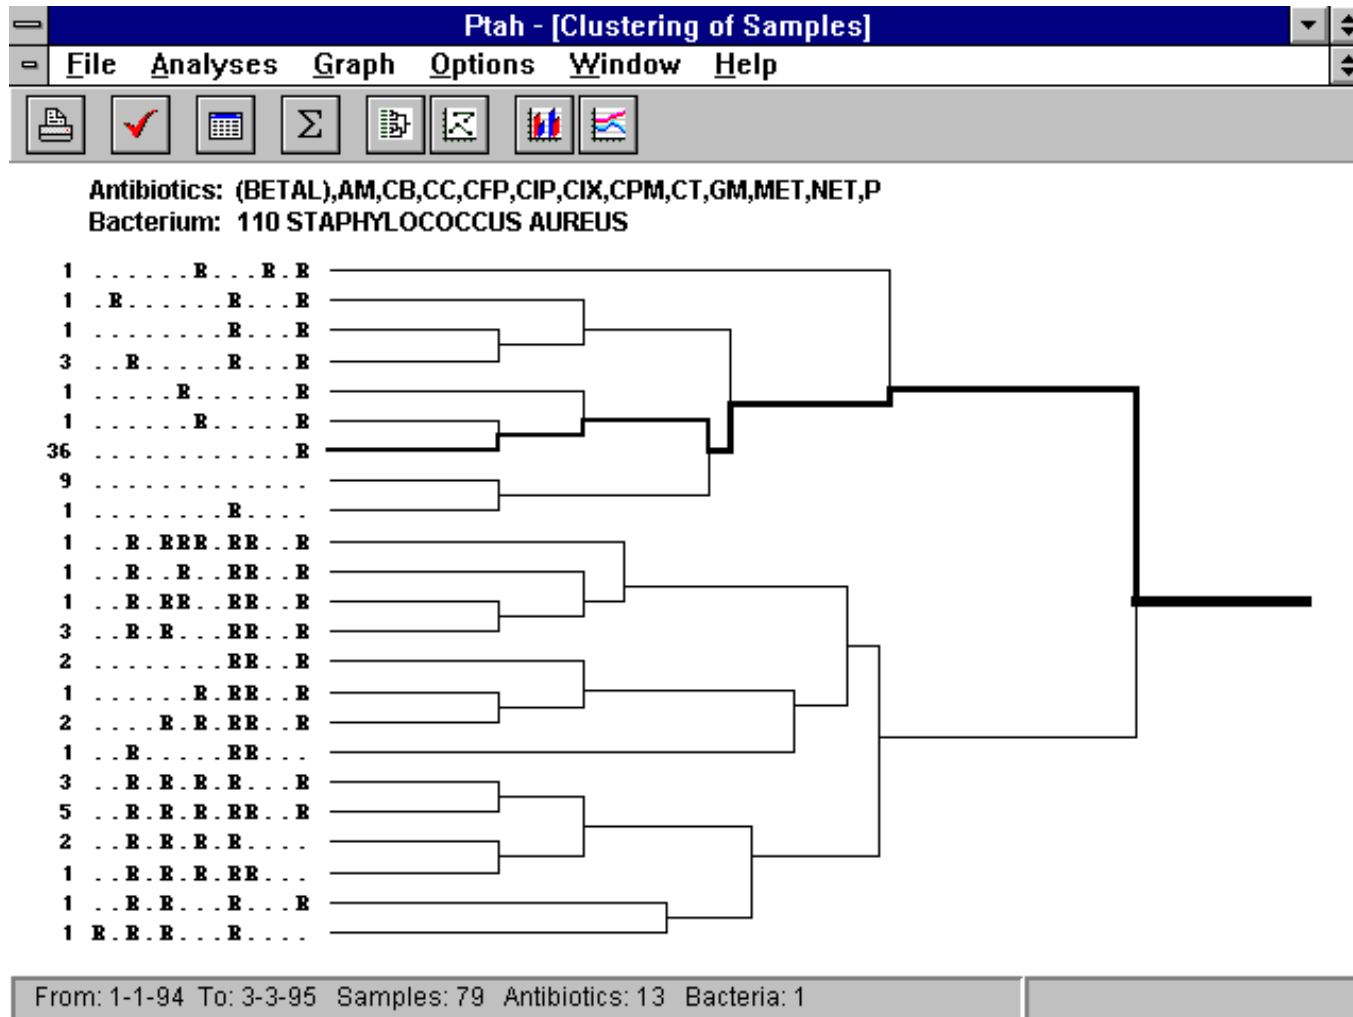 Ptah - [Clustering of Samples]
File Analyses Graph Options Window Help
Σ
Antibiotics: (BETAL),AM,CB,CC,CFP,CIP,CIX,CPM,CT,GM,MET,NET,P
Bacterium: 110 STAPHYLOCOCCUS AUREUS
1 ......R...R.R
1 .R......R...R
1 ........R...R
3 ..R.....R...R
1 .....R......R
1 ......R.....R
36 ............R
9 .............
1 ........R....
1 ..R.RRR.RR..R
1 ..R..R..RR..R
1 ..R.RR..RR..R
3 ..R.R...RR..R
2 ........RR..R
1 ......R.RR..R
2 ....R.R.RR..R
1 ..R.....RR...
3 ..R.R.R.R...R
5 ..R.R.R.RR..R
2 ..R.R.R.R....
1 ..R.R.R.RR...
1 ..R.R...R...R
1 R.R.R...R....
From: 1-1-94 To: 3-3-95 Samples: 79 Antibiotics: 13 Bacteria: 1